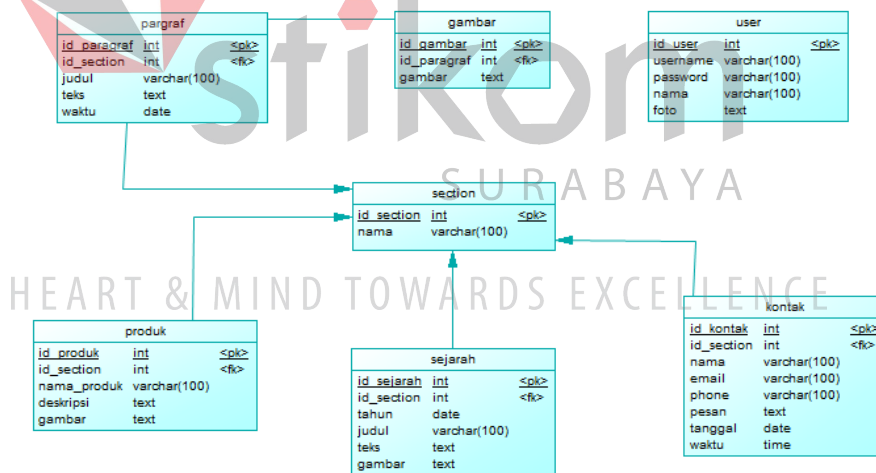 pargraf
id_paragraf int <pk>
id_section int <fk>
judul varchar(100)
teks text
waktu date
gambar
id_gambar int <pk>
id_paragraf int <fk>
gambar text
user
id_user int <pk>
username varchar(100)
password varchar(100)
nama varchar(100)
foto text
stikom
SURABAYA
section
id_section int <pk>
nama varchar(100)
HEART & MIND TOWARDS EXCELLENCE
produk
id_produk int <pk>
id_section int <fk>
nama_produk varchar(100)
deskripsi text
gambar text
sejarah
id_sejarah int <pk>
id_section int <fk>
tahun date
judul varchar(100)
teks text
gambar text
kontak
id_kontak int <pk>
id_section int <fk>
nama varchar(100)
email varchar(100)
phone varchar(100)
pesan text
tanggal date
waktu time